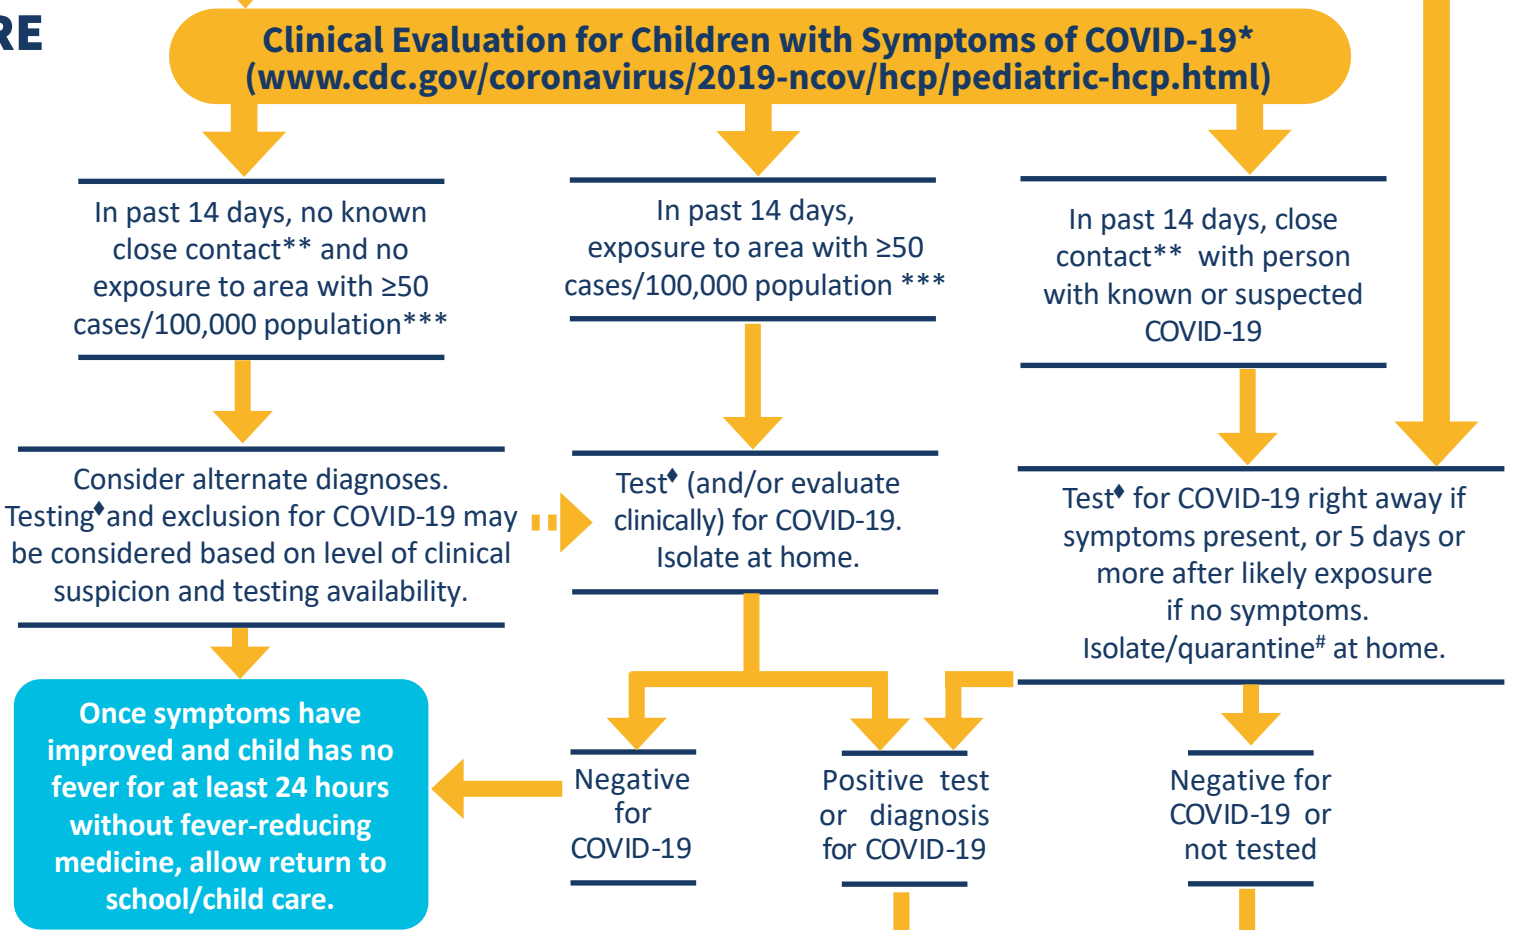 RE
Clinical Evaluation for Children with Symptoms of COVID-19*
(www.cdc.gov/coronavirus/2019-ncov/hcp/pediatric-hcp.html)
In past 14 days, no known
close contact** and no
exposure to area with ≥50
cases/100,000 population***
In past 14 days,
exposure to area with ≥50
cases/100,000 population ***
In past 14 days, close
contact** with person
with known or suspected
COVID-19
Consider alternate diagnoses.
Testing♦ and exclusion for COVID-19 may
be considered based on level of clinical
suspicion and testing availability.
Test♦ (and/or evaluate
clinically) for COVID-19.
Isolate at home.
Test♦ for COVID-19 right away if
symptoms present, or 5 days or
more after likely exposure
if no symptoms.
Isolate/quarantine# at home.
Once symptoms have
improved and child has no
fever for at least 24 hours
without fever-reducing
medicine, allow return to
school/child care.
Negative
for
COVID-19
Positive test
or diagnosis
for COVID-19
Negative for
COVID-19 or
not tested